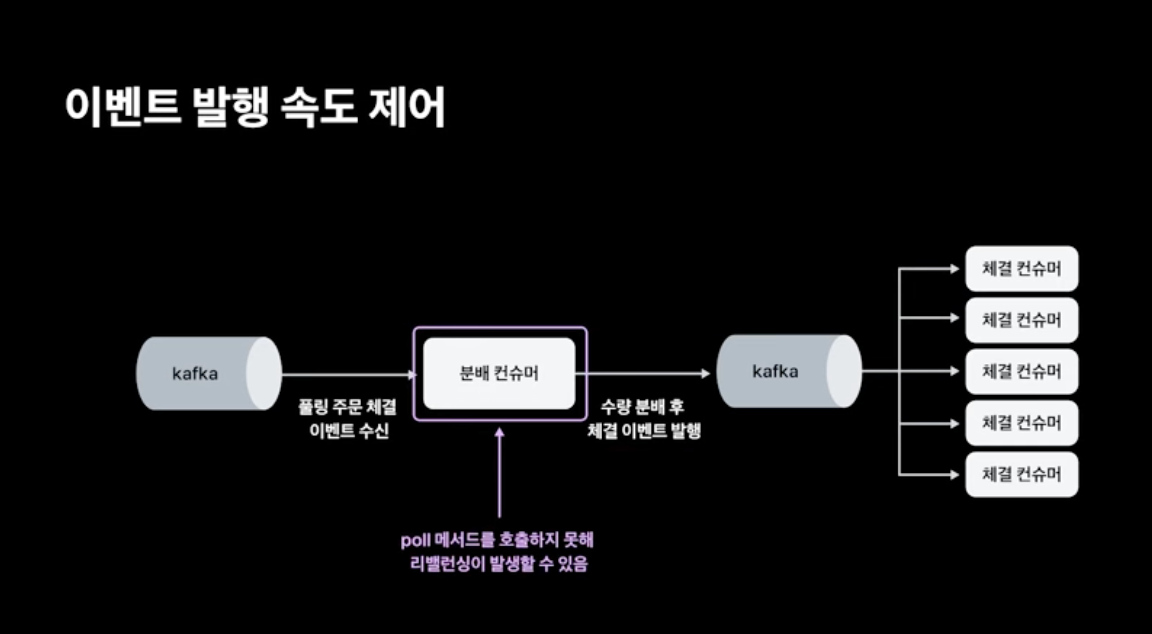 이벤트 발행 속도 제어
kafka
풀링 주문 체결
이벤트 수신
분배 컨슈머
수량 분배 후
체결 이벤트 발행
kafka
체결 컨슈머
체결 컨슈머
체결 컨슈머
체결 컨슈머
체결 컨슈머
poll 메서드를 호출하지 못해
리밸런싱이 발생할 수 있음